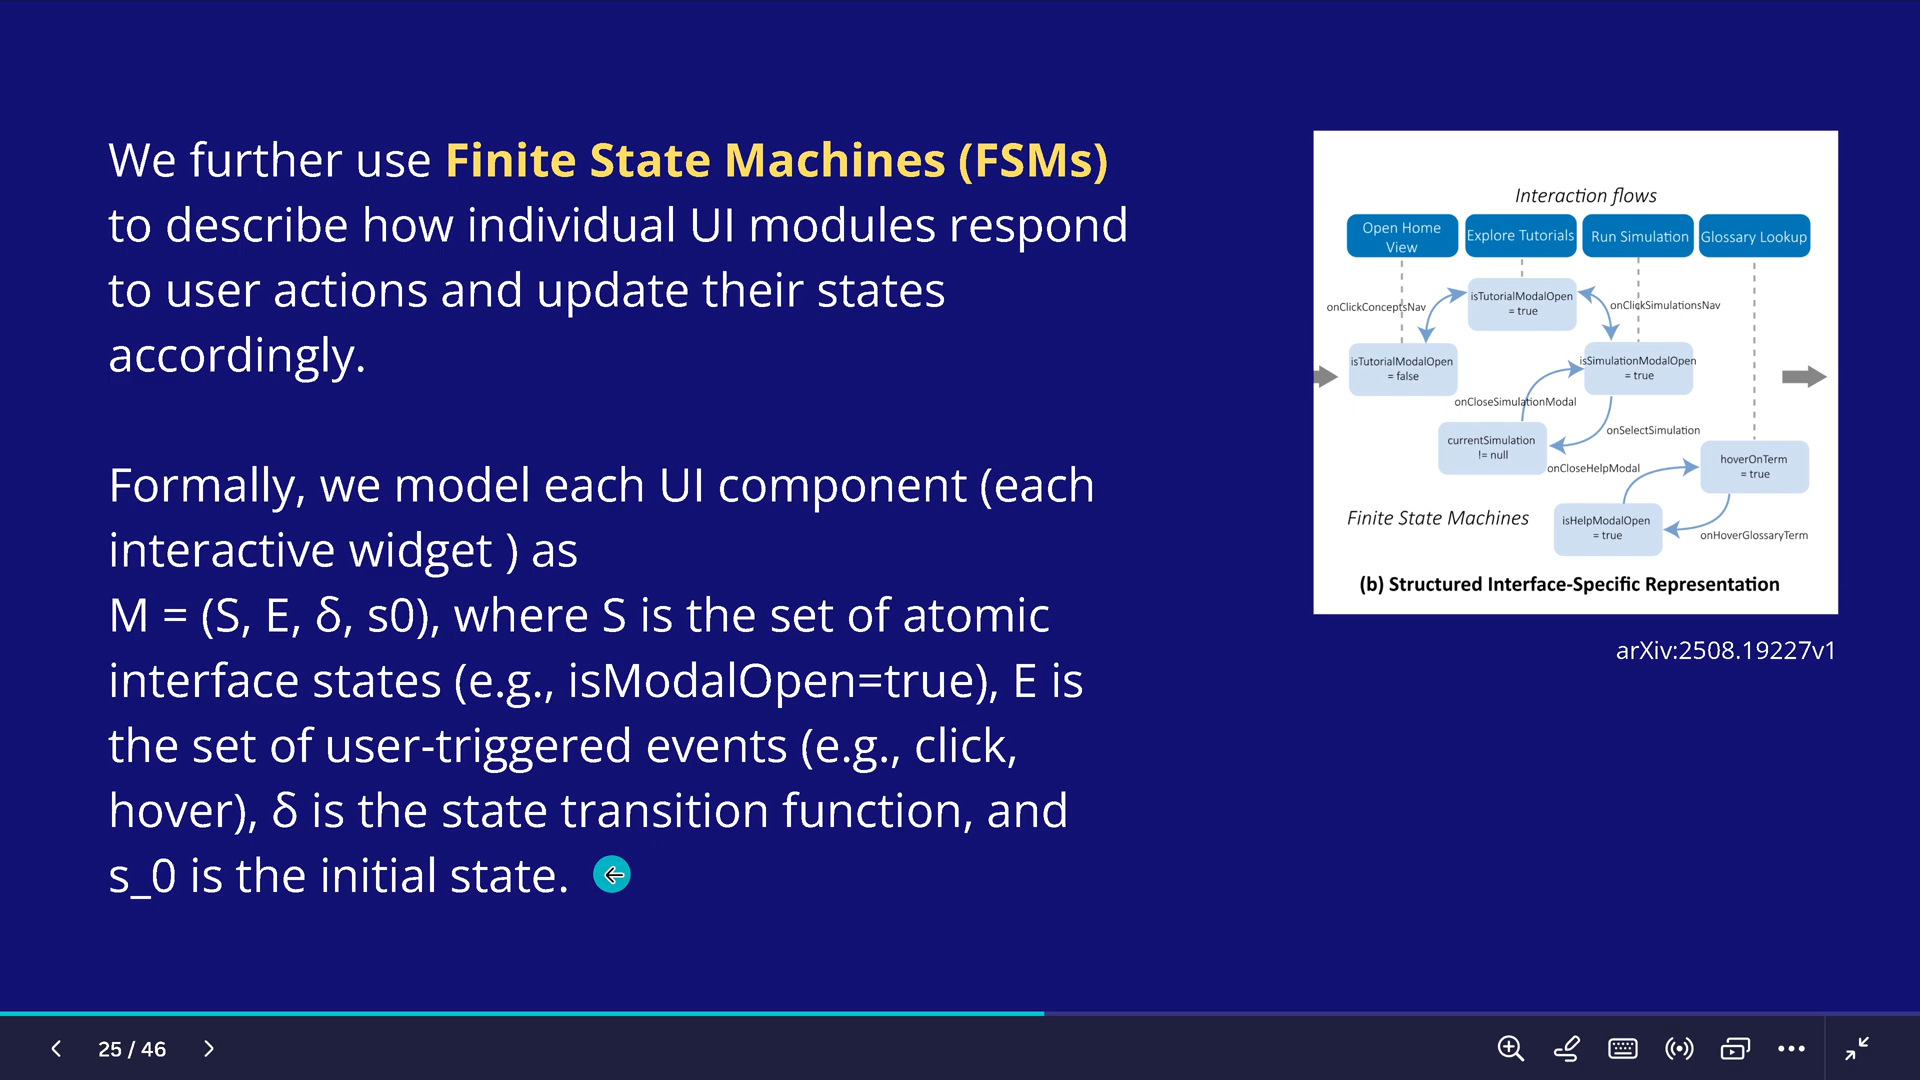 We further use Finite State Machines (FSMs)
to describe how individual UI modules respond
to user actions and update their states
accordingly.
Formally, we model each UI component (each
interactive widget ) as
M = (S, E, δ, s0), where S is the set of atomic
interface states (e.g., isModalOpen=true), E is
the set of user-triggered events (e.g., click,
hover), δ is the state transition function, and
s_0 is the initial state.
Interaction flows
Open Home
View
Explore Tutorials
Run Simulation
Glossary Lookup
isTutorialModalOpen
= true
onClickConceptsNav
onClickSimulationsNav
isTutorialModalOpen
= false
isSimulationModalOpen
= true
onCloseSimulationModal
onSelectSimulation
currentSimulation
!= null
onCloseHelpModal
hoverOnTerm
= true
Finite State Machines
isHelpModalOpen
= true
onHoverGlossaryTerm
(b) Structured Interface-Specific Representation
arXiv:2508.19227v1
25 / 46